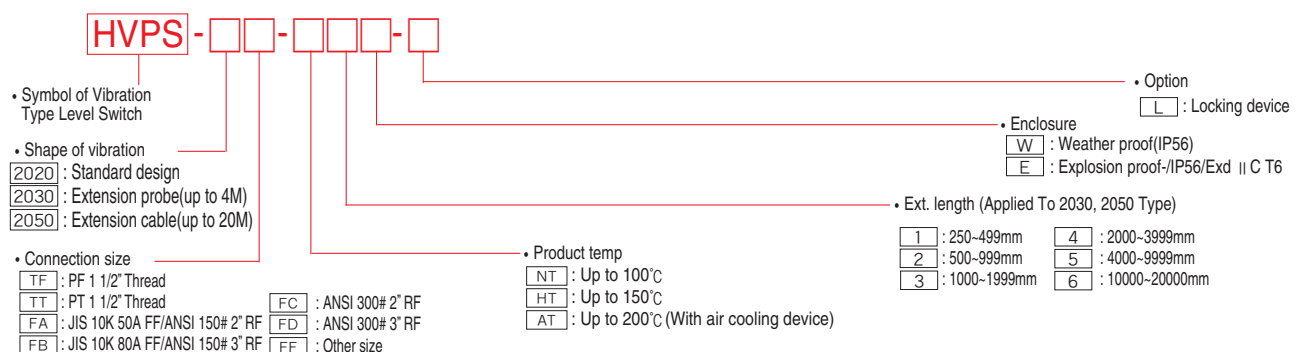 HVPS - □□ - □□□ - □
• Symbol of Vibration
Type Level Switch
• Shape of vibration
2020 : Standard design
2030 : Extension probe(up to 4M)
2050 : Extension cable(up to 20M)
• Connection size
TF : PF 1 1/2" Thread
TT : PT 1 1/2" Thread
FA : JIS 10K 50A FF/ANSI 150# 2" RF
FB : JIS 10K 80A FF/ANSI 150# 3" RF
FC : ANSI 300# 2" RF
FD : ANSI 300# 3" RF
FF : Other size
• Product temp
NT : Up to 100℃
HT : Up to 150℃
AT : Up to 200℃ (With air cooling device)
• Ext. length (Applied To 2030, 2050 Type)
1 : 250~499mm
2 : 500~999mm
3 : 1000~1999mm
4 : 2000~3999mm
5 : 4000~9999mm
6 : 10000~20000mm
• Enclosure
W : Weather proof(IP56)
E : Explosion proof-/IP56/Exd II C T6
• Option
L : Locking device